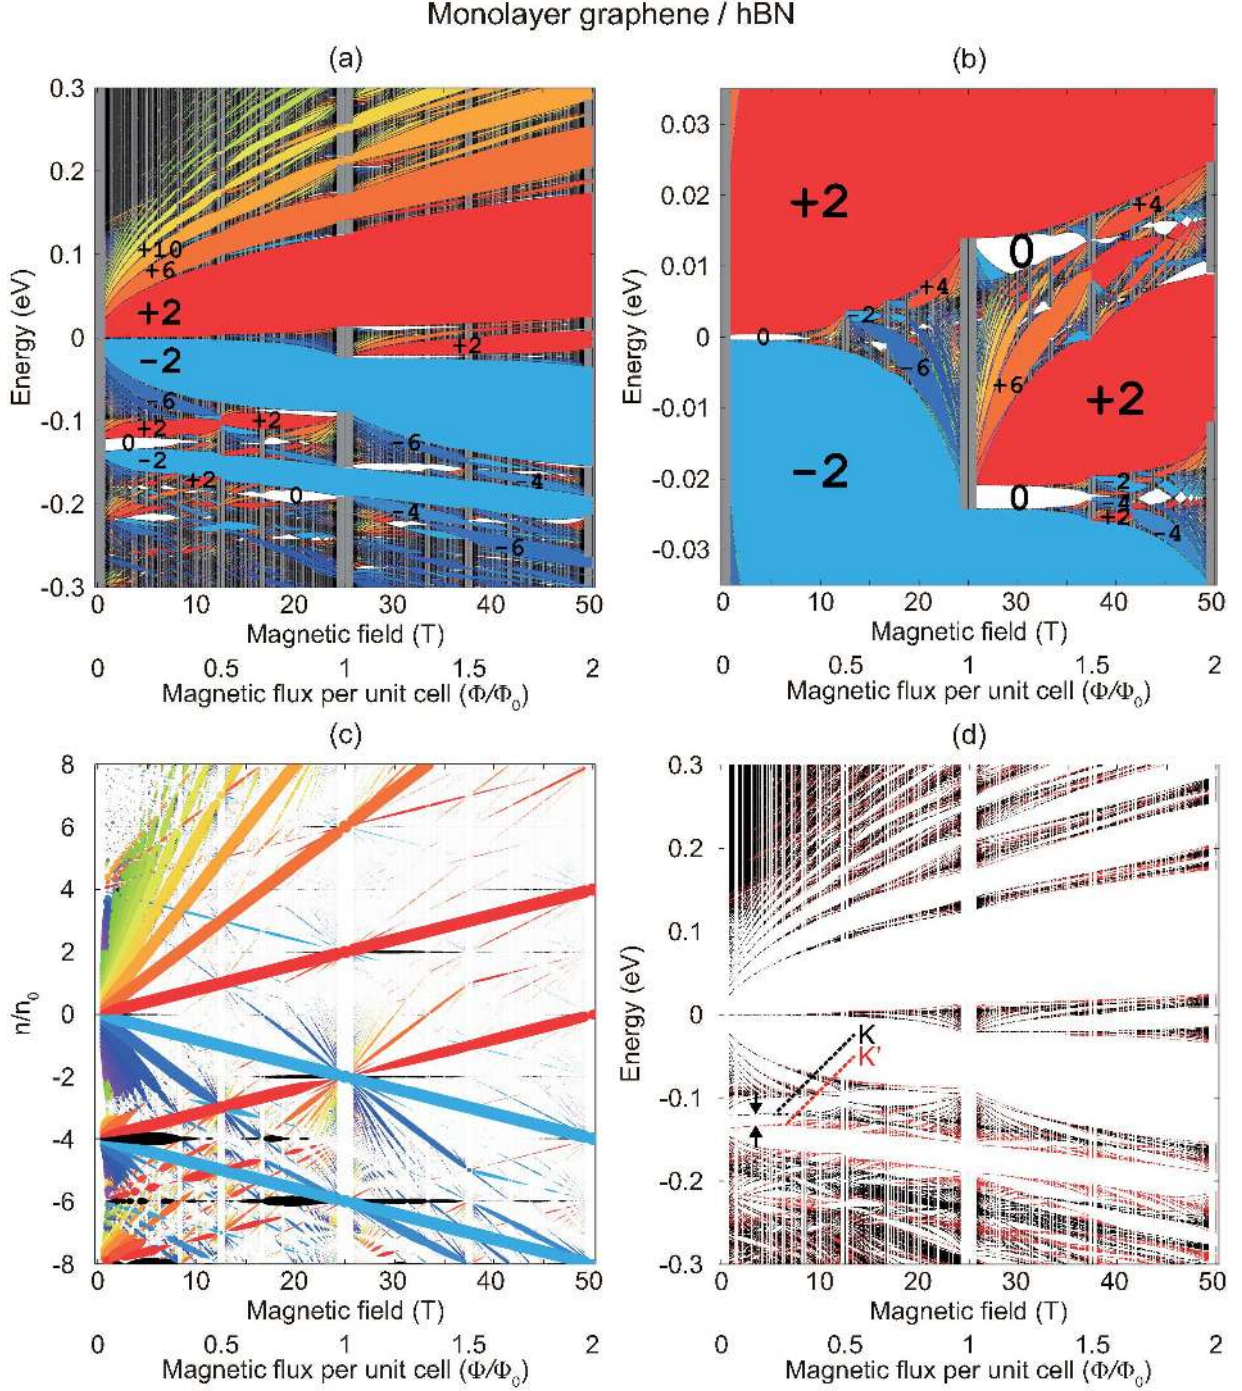 Monolayer graphene / hBN
(a)
0.3
0.2
0.1
0
-0.1
-0.2
-0.3
Energy (eV)
+10
+6
+2
-2
+2
-6
+2
+2
0
-2
-6
+2
-4
0
-4
-6
0 10 20 30 40 50
Magnetic field (T)
0 0.5 1 1.5 2
Magnetic flux per unit cell (Φ/Φ₀)
(b)
0.03
0.02
0.01
0
-0.01
-0.02
-0.03
Energy (eV)
+2
+4
0
+4
-2
0
-6
+6
+2
-2
-2
0
-4
+2
-4
0 10 20 30 40 50
Magnetic field (T)
0 0.5 1 1.5 2
Magnetic flux per unit cell (Φ/Φ₀)
(c)
8
6
4
2
0
-2
-4
-6
-8
n/n₀
0 10 20 30 40 50
Magnetic field (T)
0 0.5 1 1.5 2
Magnetic flux per unit cell (Φ/Φ₀)
(d)
0.3
0.2
0.1
0
-0.1
-0.2
-0.3
Energy (eV)
K
K'
0 10 20 30 40 50
Magnetic field (T)
0 0.5 1 1.5 2
Magnetic flux per unit cell (Φ/Φ₀)